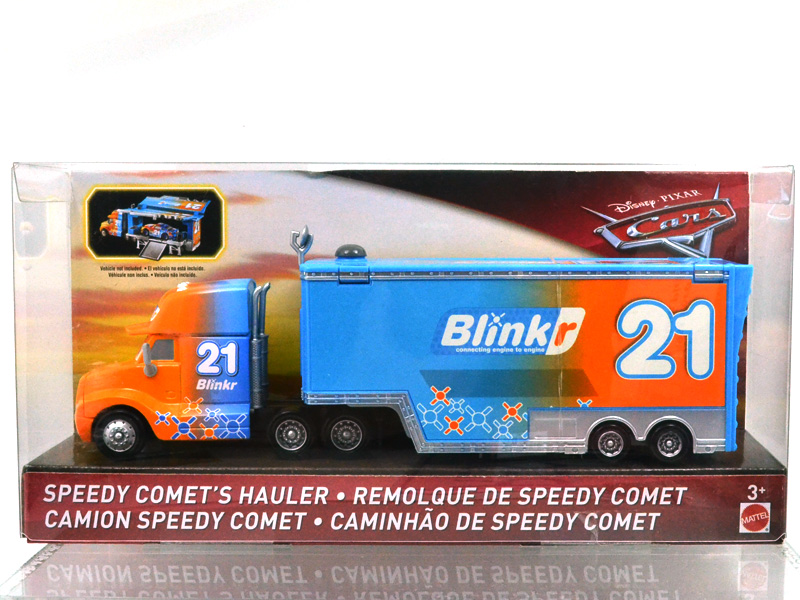 Disney · PIXAR
Cars
Vehicle not included. • El vehículo no está incluido.
Véhicule non inclus. • Veículo não incluído.
21
Blinkr
Blinkr
connecting engine to engine
21
SPEEDY COMET'S HAULER • REMOLQUE DE SPEEDY COMET
CAMION SPEEDY COMET • CAMINHÃO DE SPEEDY COMET
3+
MATTEL